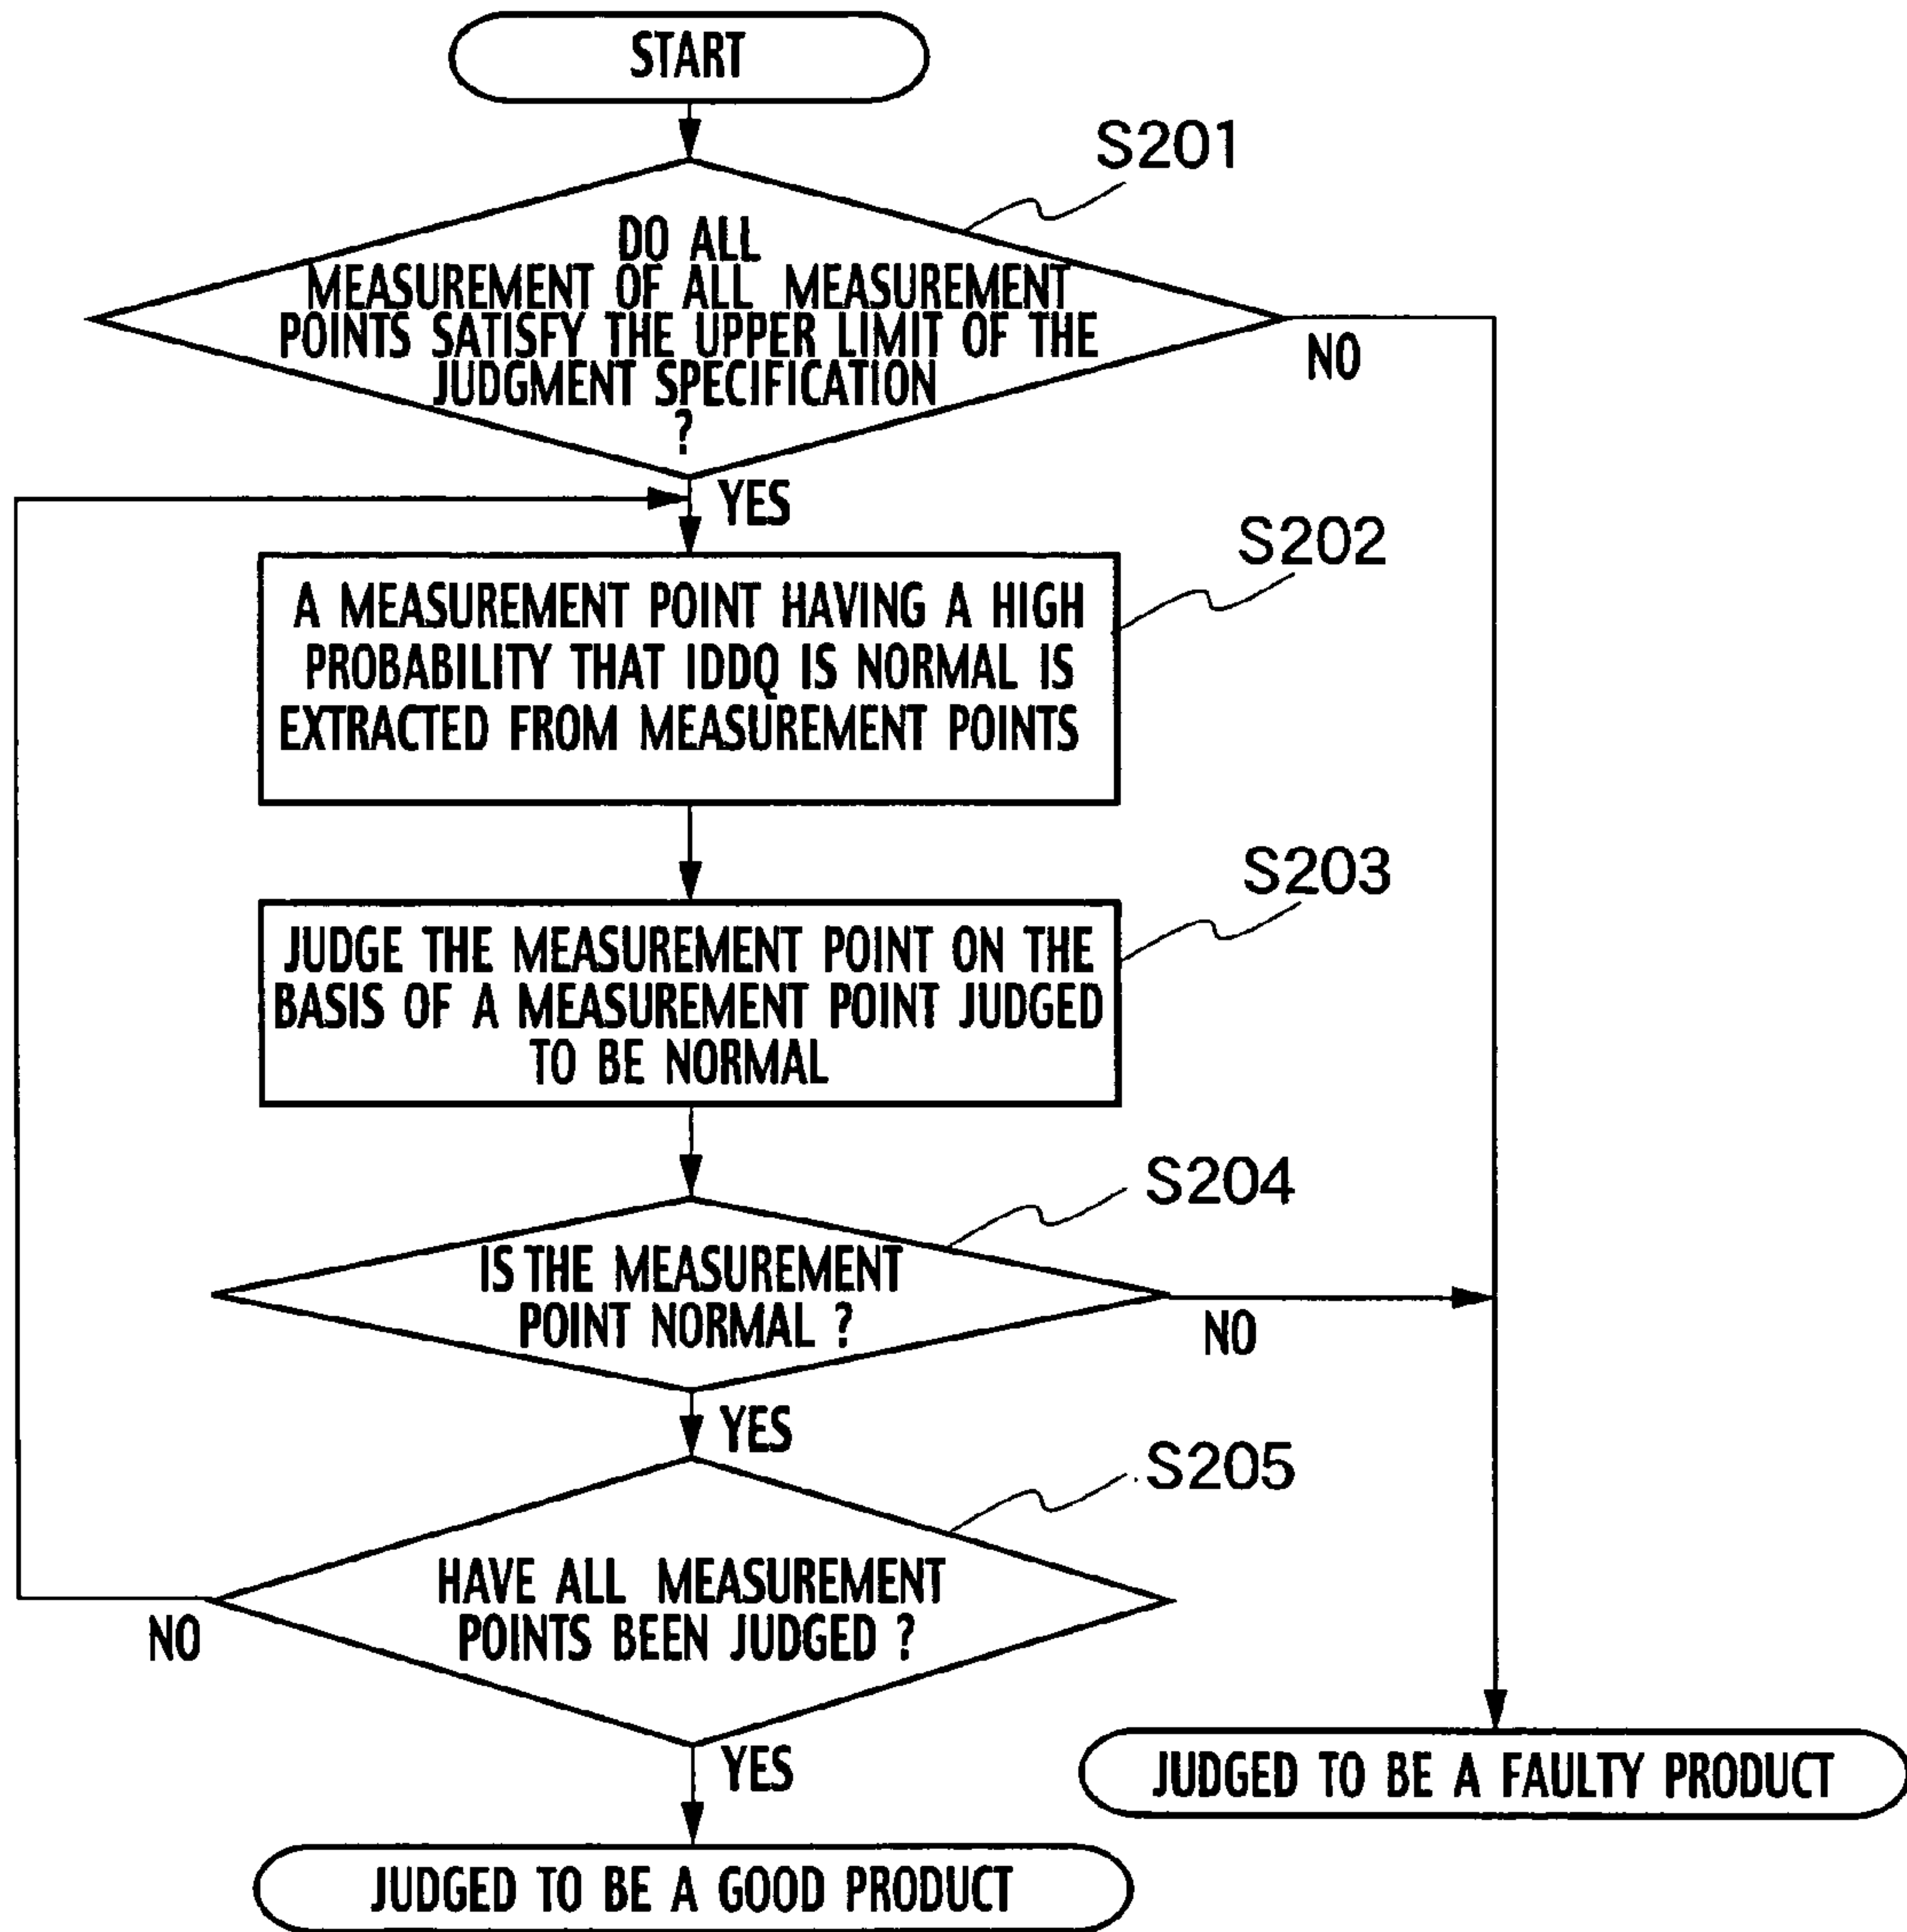 START
S201
DO ALL
MEASUREMENT OF ALL MEASUREMENT
POINTS SATISFY THE UPPER LIMIT OF THE
JUDGMENT SPECIFICATION
?
NO
YES
S202
A MEASUREMENT POINT HAVING A HIGH
PROBABILITY THAT IDDQ IS NORMAL IS
EXTRACTED FROM MEASUREMENT POINTS
S203
JUDGE THE MEASUREMENT POINT ON THE
BASIS OF A MEASUREMENT POINT JUDGED
TO BE NORMAL
S204
IS THE MEASUREMENT
POINT NORMAL ?
NO
YES
S205
HAVE ALL MEASUREMENT
POINTS BEEN JUDGED ?
NO
YES
JUDGED TO BE A FAULTY PRODUCT
JUDGED TO BE A GOOD PRODUCT